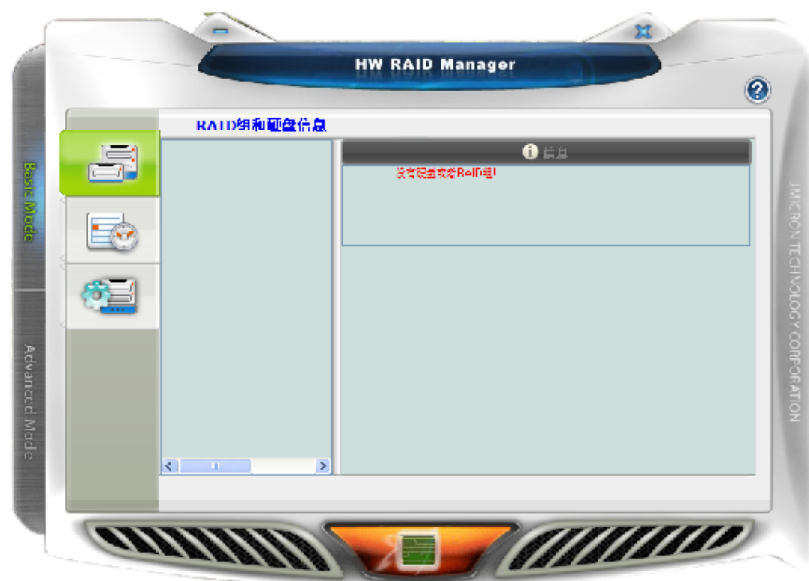 HW RAID Manager
RAID组和硬盘信息
信息
没有硬盘或者RaID组!
Basic Mode
Advanced Mode
JMICRON TECHNOLOGY CORPORATION